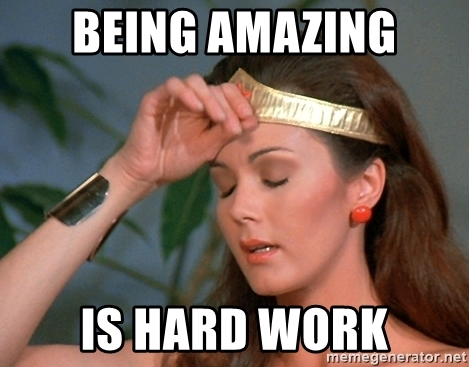 BEING AMAZING
IS HARD WORK
memegenerator.net